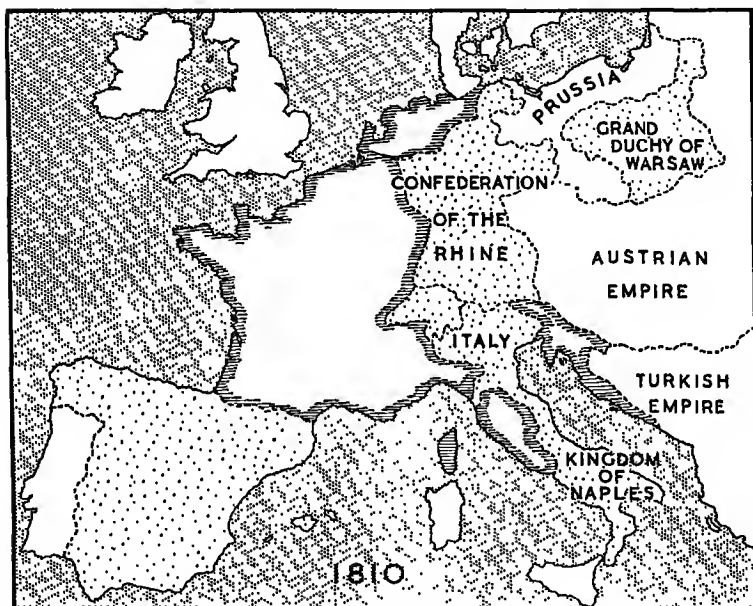 PRUSSIA
GRAND
DUCHY OF
WARSAW
CONFEDERATION
OF THE
RHINE
AUSTRIAN
EMPIRE
ITALY
TURKISH
EMPIRE
KINGDOM
OF
NAPLES
1810